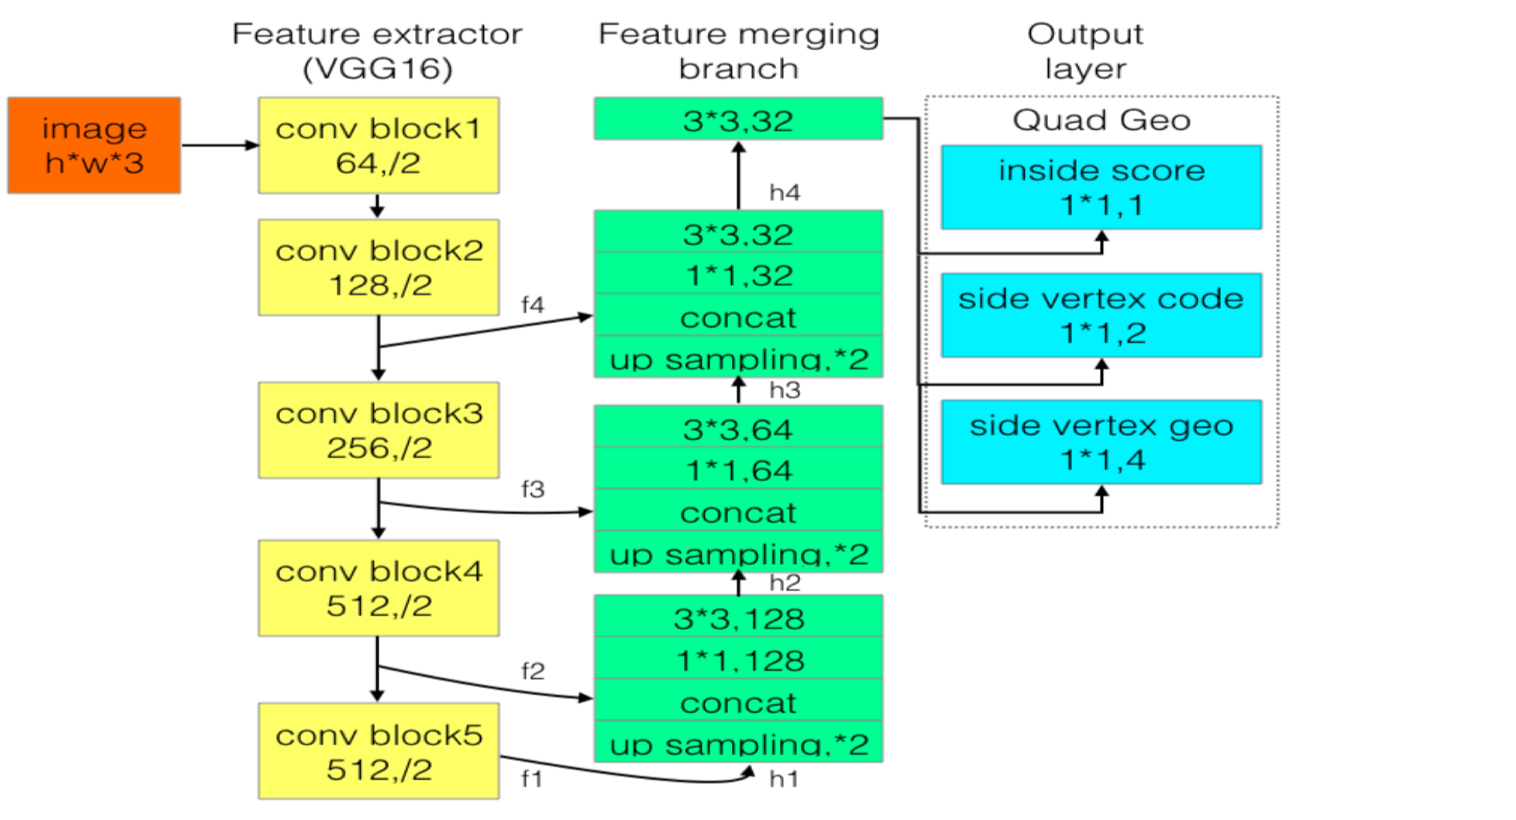 Feature extractor
(VGG16)
Feature merging
branch
Output
layer
image
h*w*3
conv block1
64,/2
conv block2
128,/2
conv block3
256,/2
conv block4
512,/2
conv block5
512,/2
f4
f3
f2
f1
3*3,32
h4
3*3,32
1*1,32
concat
up sampling,*2
h3
3*3,64
1*1,64
concat
up sampling,*2
h2
3*3,128
1*1,128
concat
up sampling,*2
h1
Quad Geo
inside score
1*1,1
side vertex code
1*1,2
side vertex geo
1*1,4